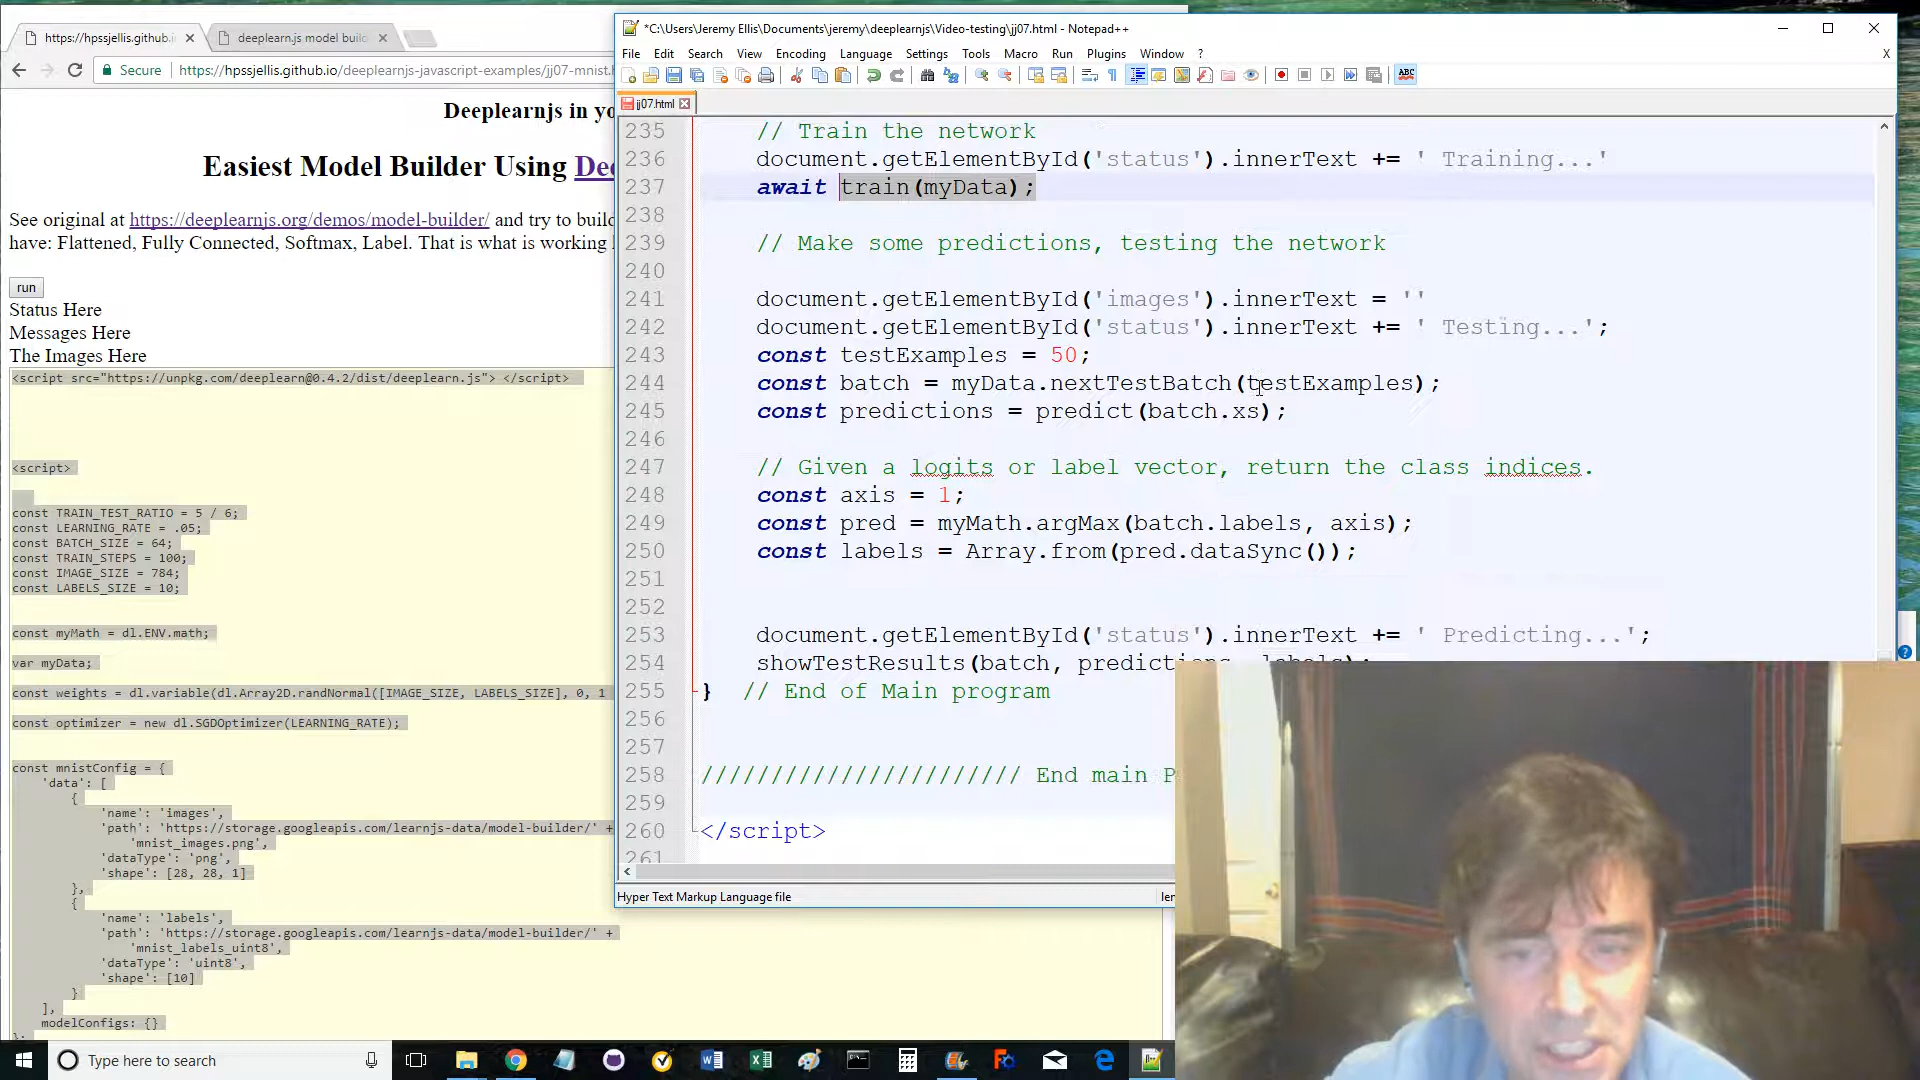 https://hpssjellis.github.i
deeplearn.js model buil
Secure
https://hpssjellis.github.io/deeplearnjs-javascript-examples/jj07-mnist.
Deeplearnjs in yo
Easiest Model Builder Using Dee
See original at https://deeplearnjs.org/demos/model-builder/ and try to build
have: Flattened, Fully Connected, Softmax, Label. That is what is working
run
Status Here
Messages Here
The Images Here
<script src="https://unpkg.com/deeplearn@0.4.2/dist/deeplearn.js"> </script>
<script>
const TRAIN_TEST_RATIO = 5 / 6;
const LEARNING_RATE = .05;
const BATCH_SIZE = 64;
const TRAIN_STEPS = 100;
const IMAGE_SIZE = 784;
const LABELS_SIZE = 10;
const myMath = dl.ENV.math;
var myData;
const weights = dl.variable(dl.Array2D.randNormal([IMAGE_SIZE, LABELS_SIZE], 0, 1
const optimizer = new dl.SGDOptimizer(LEARNING_RATE);
const mnistConfig = {
'data': [
{
'name': 'images',
'path': 'https://storage.googleapis.com/learnjs-data/model-builder/' +
'mnist_images.png',
'dataType': 'png',
'shape': [28, 28, 1]
},
{
'name': 'labels',
'path': 'https://storage.googleapis.com/learnjs-data/model-builder/' +
'mnist_labels_uint8',
'dataType': 'uint8',
'shape': [10]
}
],
modelConfigs: {}
};
*C:\Users\Jeremy Ellis\Documents\jeremy\deeplearnjs\Video-testing\jj07.html - Notepad++
File Edit Search View Encoding Language Settings Tools Macro Run Plugins Window ? X
ABC
jj07.html
235 // Train the network
236 document.getElementById('status').innerText += ' Training...'
237 await train(myData);
238
239 // Make some predictions, testing the network
240
241 document.getElementById('images').innerText = ''
242 document.getElementById('status').innerText += ' Testing...';
243 const testExamples = 50;
244 const batch = myData.nextTestBatch(testExamples);
245 const predictions = predict(batch.xs);
246
247 // Given a logits or label vector, return the class indices.
248 const axis = 1;
249 const pred = myMath.argMax(batch.labels, axis);
250 const labels = Array.from(pred.dataSync());
251
252
253 document.getElementById('status').innerText += ' Predicting...';
254 showTestResults(batch, predictions, labels);
255 } // End of Main program
256
257
258 /////////////////////// End main P
259
260 </script>
261
Hyper Text Markup Language file
len
Type here to search